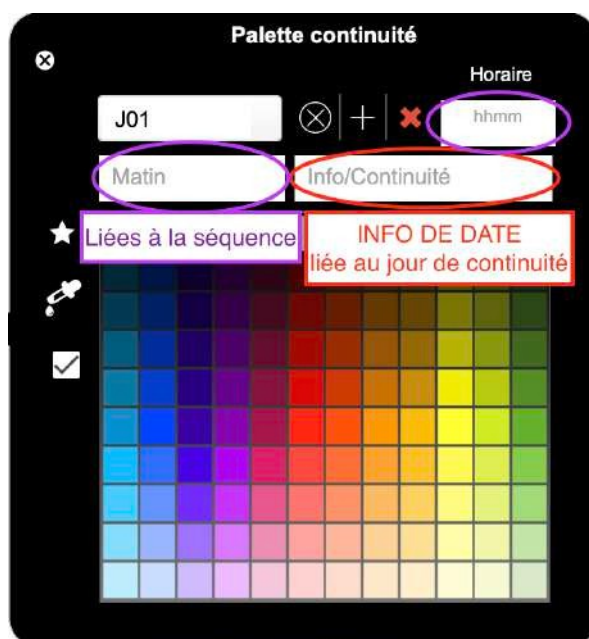 Palette continuité
Horaire
J01
hhmm
Matin
Info/Continuité
Liées à la séquence
INFO DE DATE
liée au jour de continuité